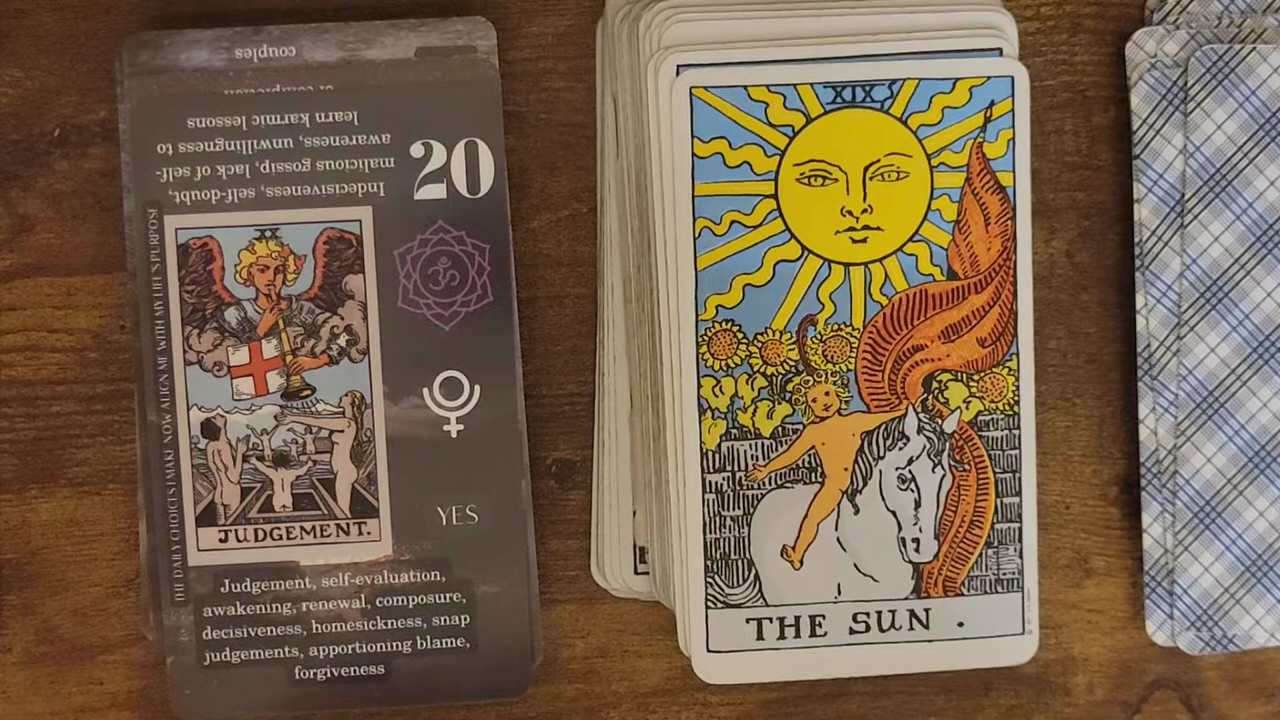 couples
of completion
learn karmic lessons
awareness, unwillingness to
malicious gossip, lack of self-
Indecisiveness, self-doubt,
20
THE DAILY CHOICES I MAKE NOW ALIGN ME WITH MY LIFE'S PURPOSE
XX
JUDGEMENT.
YES
Judgement, self-evaluation,
awakening, renewal, composure,
decisiveness, homesickness, snap
judgements, apportioning blame,
forgiveness
XIX
THE SUN .